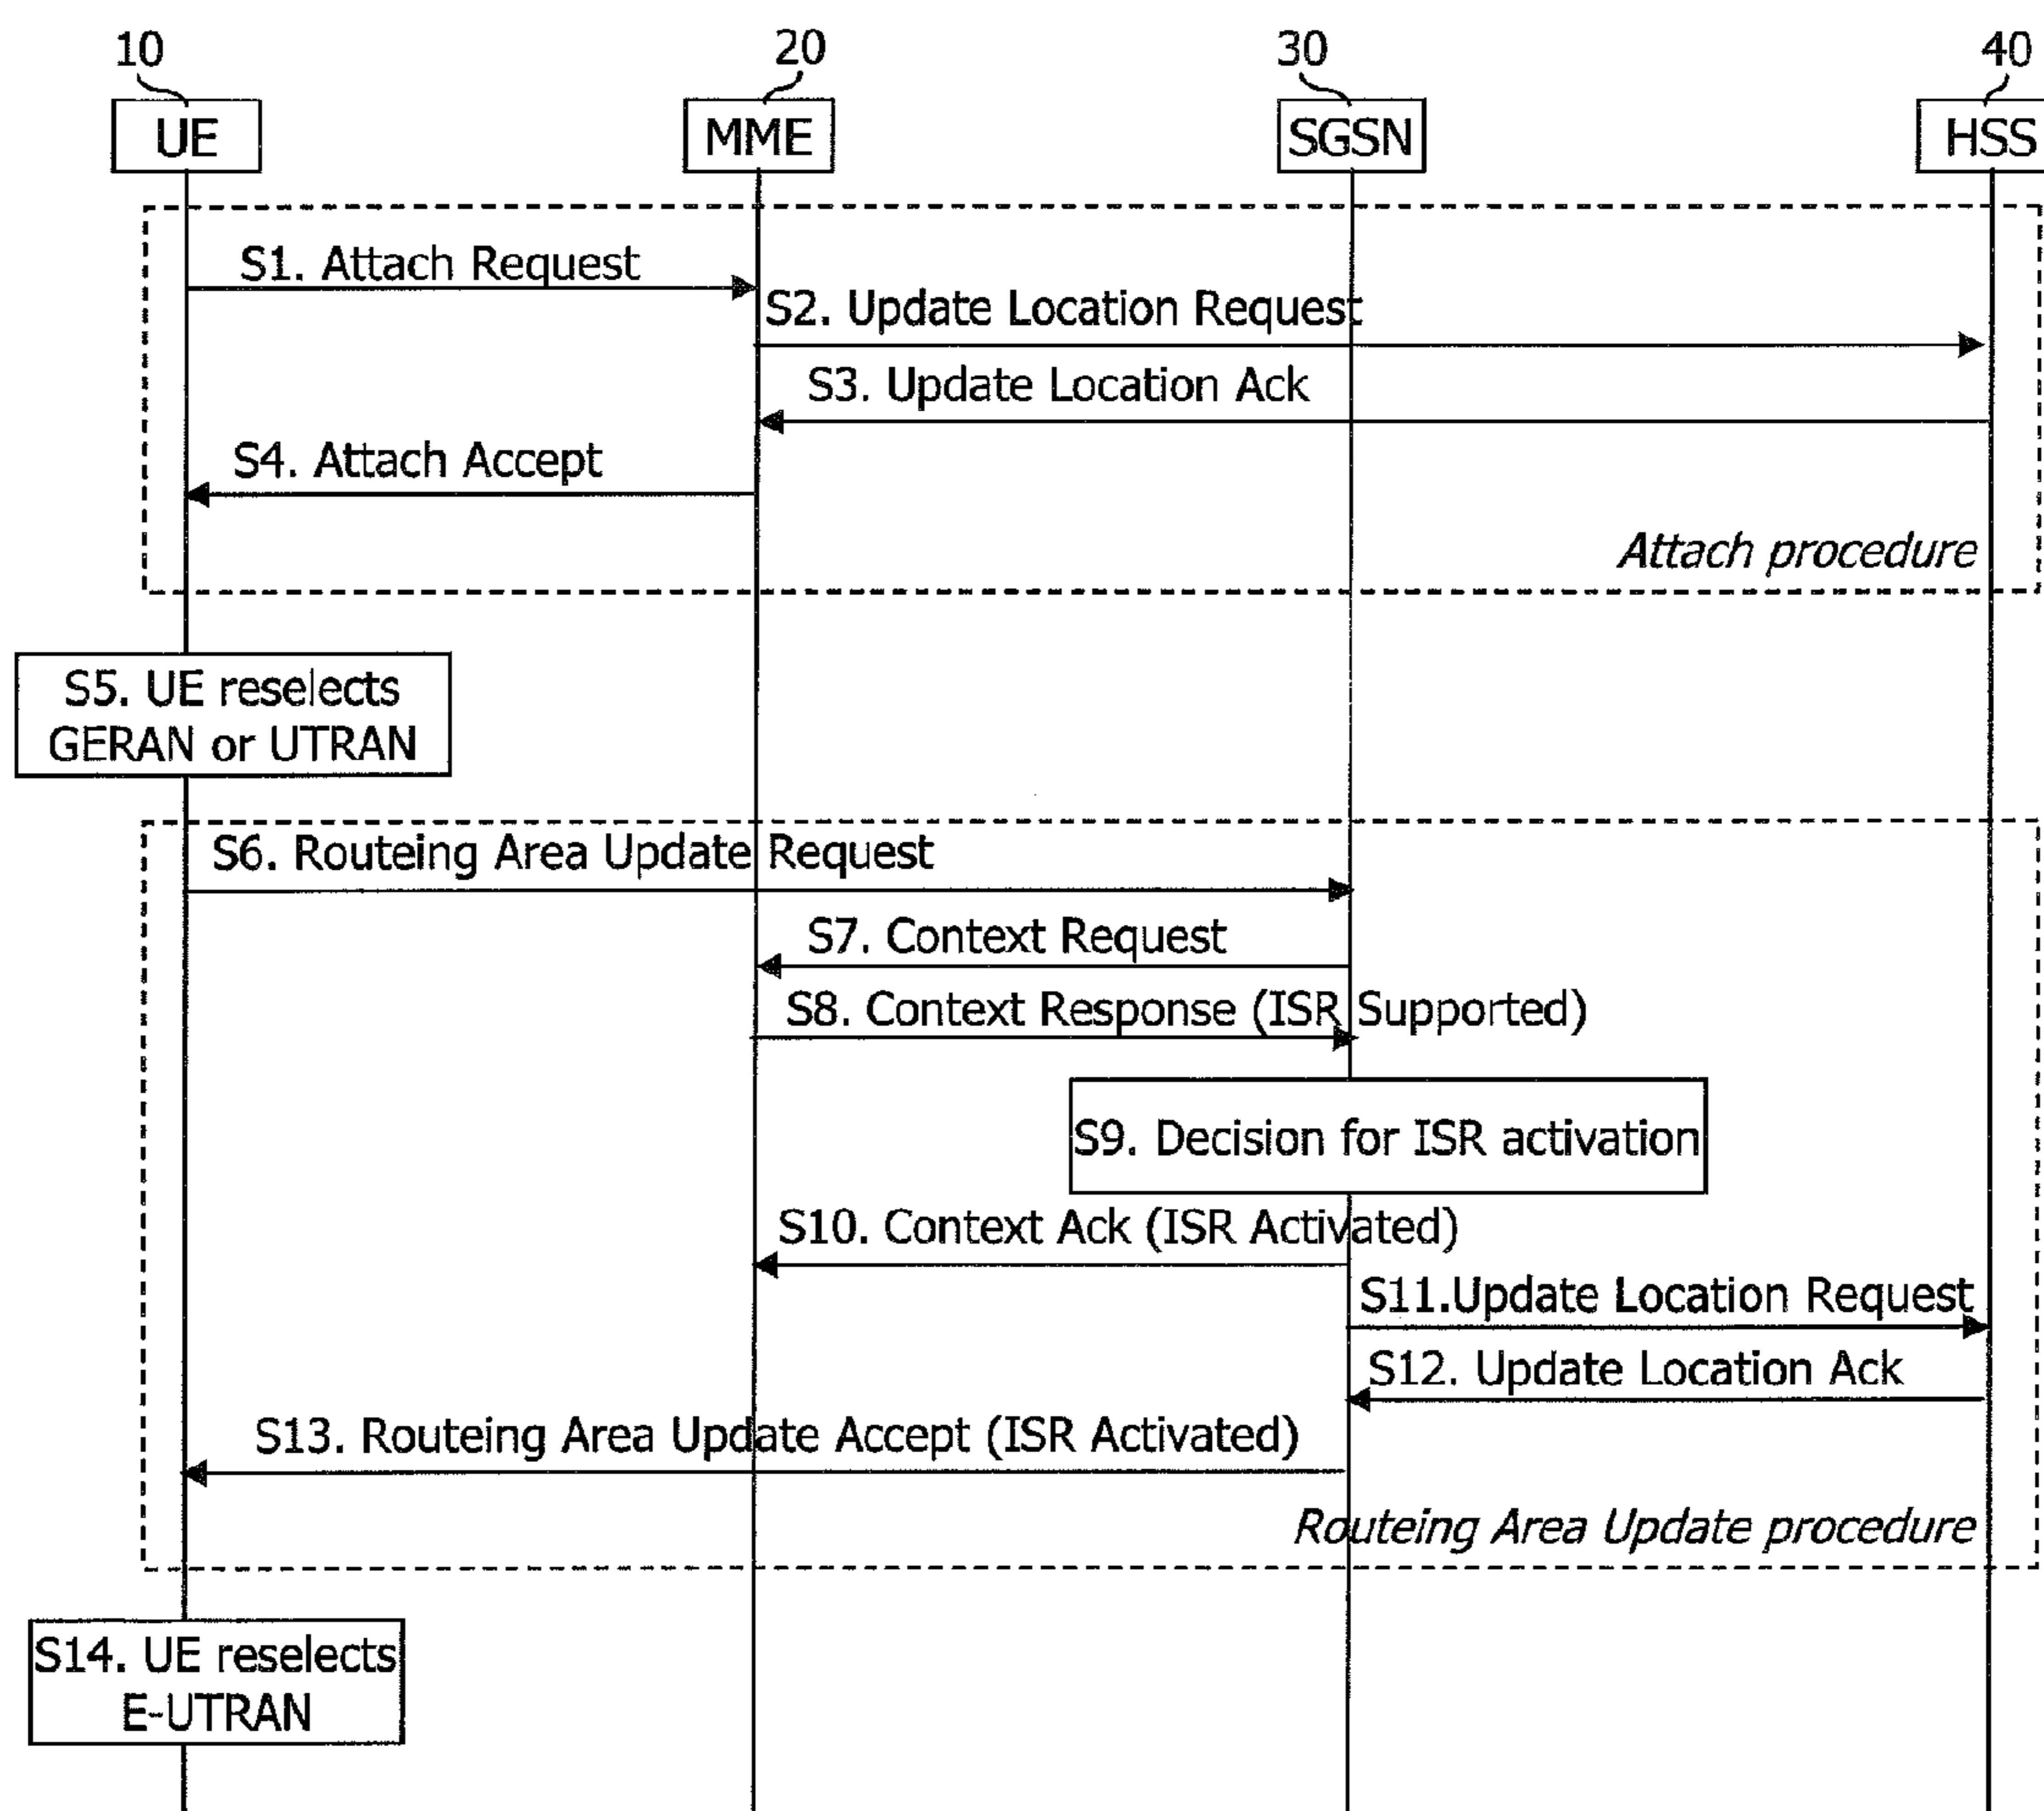 10
20
30
40
UE
MME
SGSN
HSS
S1. Attach Request
S2. Update Location Request
S3. Update Location Ack
S4. Attach Accept
Attach procedure
S5. UE reselects
GERAN or UTRAN
S6. Routeing Area Update Request
S7. Context Request
S8. Context Response (ISR Supported)
S9. Decision for ISR activation
S10. Context Ack (ISR Activated)
S11.Update Location Request
S12. Update Location Ack
S13. Routeing Area Update Accept (ISR Activated)
Routeing Area Update procedure
S14. UE reselects
E-UTRAN